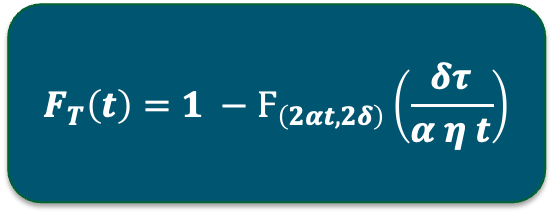 F_T(t) = 1 − F_(2αt,2δ) (δτ / α η t)